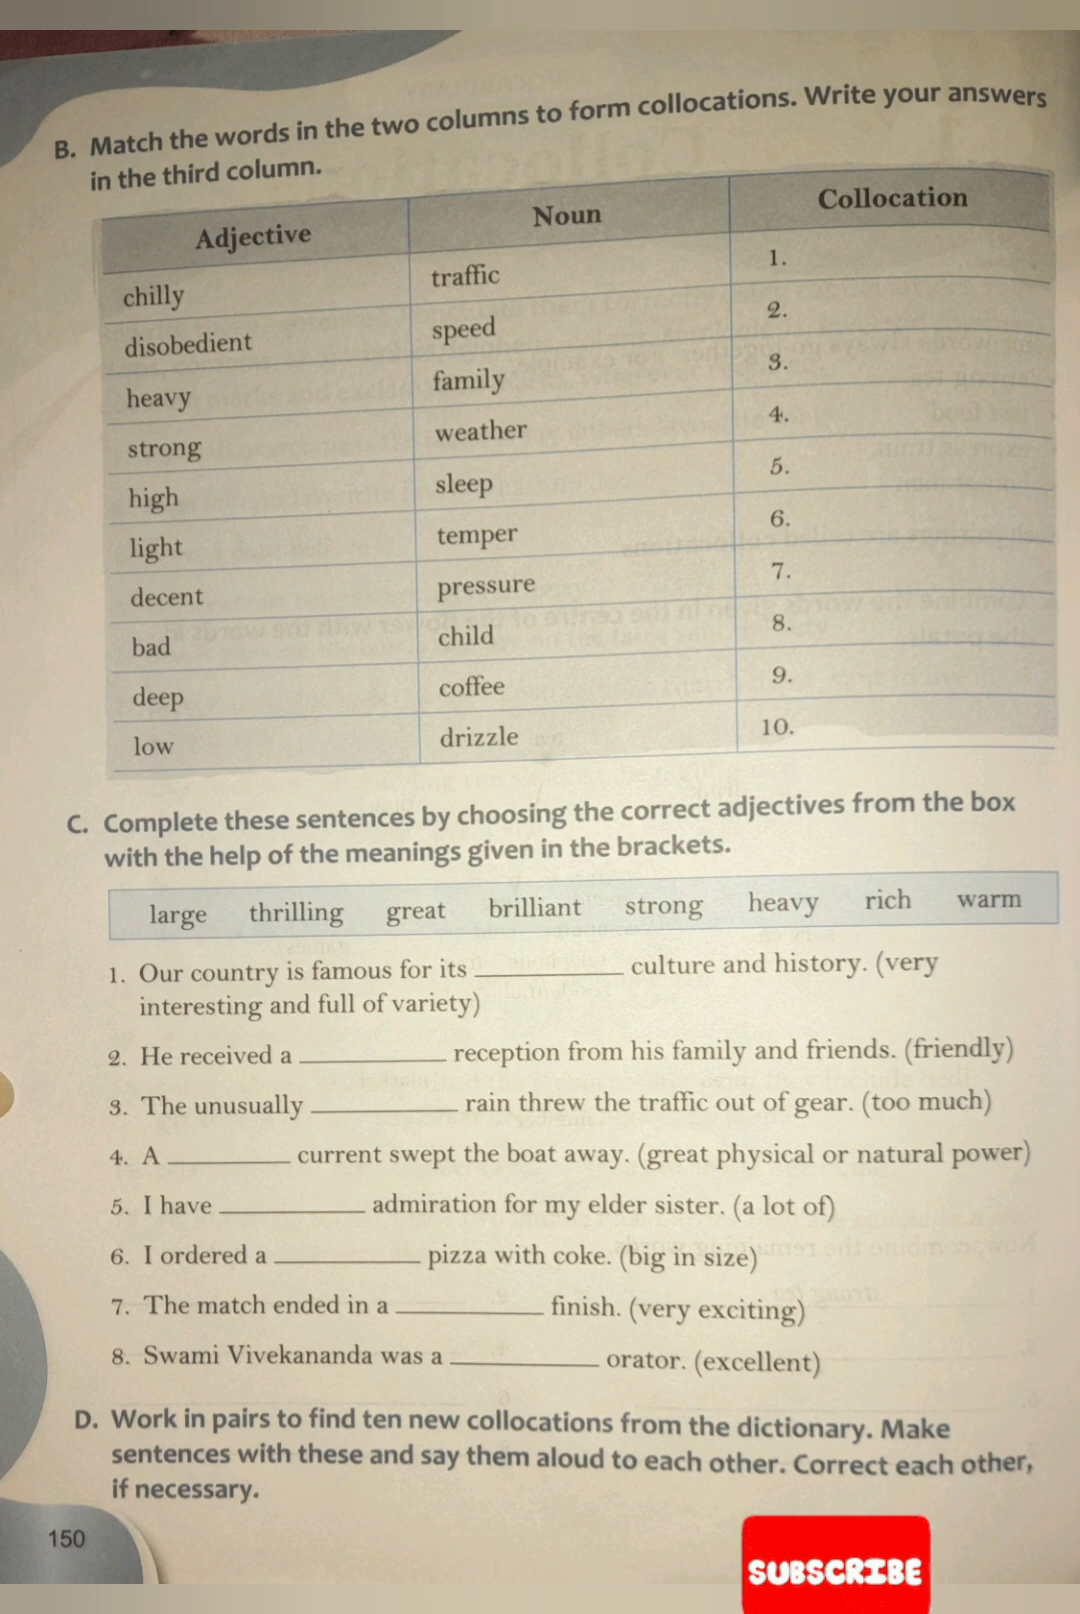 B. Match the words in the two columns to form collocations. Write your answers
in the third column.
Adjective Noun Collocation
chilly traffic 1.
disobedient speed 2.
heavy family 3.
strong weather 4.
high sleep 5.
light temper 6.
decent pressure 7.
bad child 8.
deep coffee 9.
low drizzle 10.
C. Complete these sentences by choosing the correct adjectives from the box
with the help of the meanings given in the brackets.
large thrilling great brilliant strong heavy rich warm
1. Our country is famous for its __________ culture and history. (very
interesting and full of variety)
2. He received a __________ reception from his family and friends. (friendly)
3. The unusually __________ rain threw the traffic out of gear. (too much)
4. A __________ current swept the boat away. (great physical or natural power)
5. I have __________ admiration for my elder sister. (a lot of)
6. I ordered a __________ pizza with coke. (big in size)
7. The match ended in a __________ finish. (very exciting)
8. Swami Vivekananda was a __________ orator. (excellent)
D. Work in pairs to find ten new collocations from the dictionary. Make
sentences with these and say them aloud to each other. Correct each other,
if necessary.
150
SUBSCRIBE